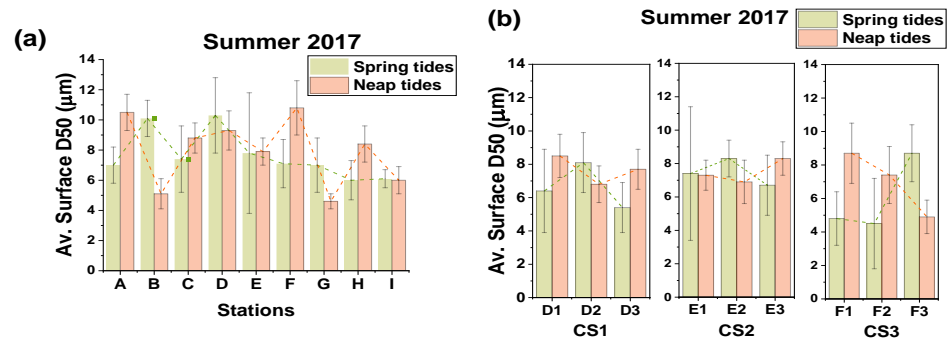 (a)
Summer 2017
Spring tides
Neap tides
Av. Surface D50 (μm)
14
12
10
8
6
4
2
0
A B C D E F G H I
Stations
(b)
Summer 2017
Spring tides
Neap tides
Av. Surface D50 (μm)
14
12
10
8
6
4
2
0
D1 D2 D3
CS1
14
12
10
8
6
4
2
0
E1 E2 E3
CS2
14
12
10
8
6
4
2
0
F1 F2 F3
CS3